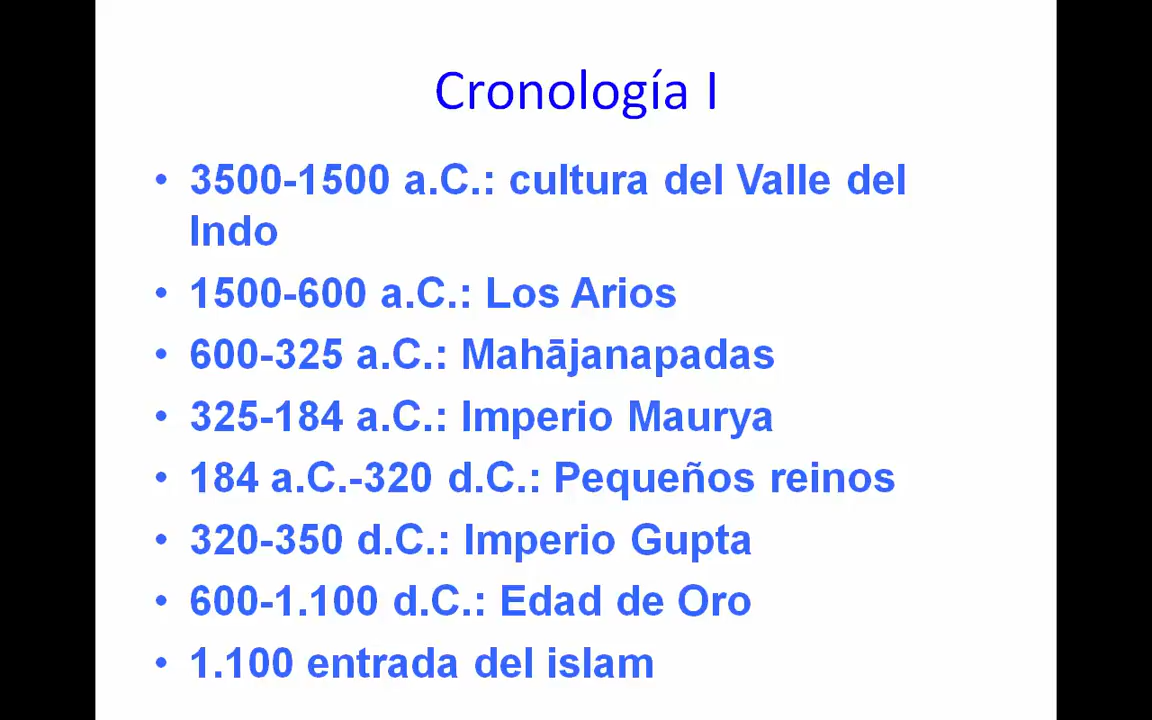 Cronología I
• 3500-1500 a.C.: cultura del Valle del
Indo
• 1500-600 a.C.: Los Arios
• 600-325 a.C.: Mahājanapadas
• 325-184 a.C.: Imperio Maurya
• 184 a.C.-320 d.C.: Pequeños reinos
• 320-350 d.C.: Imperio Gupta
• 600-1.100 d.C.: Edad de Oro
• 1.100 entrada del islam